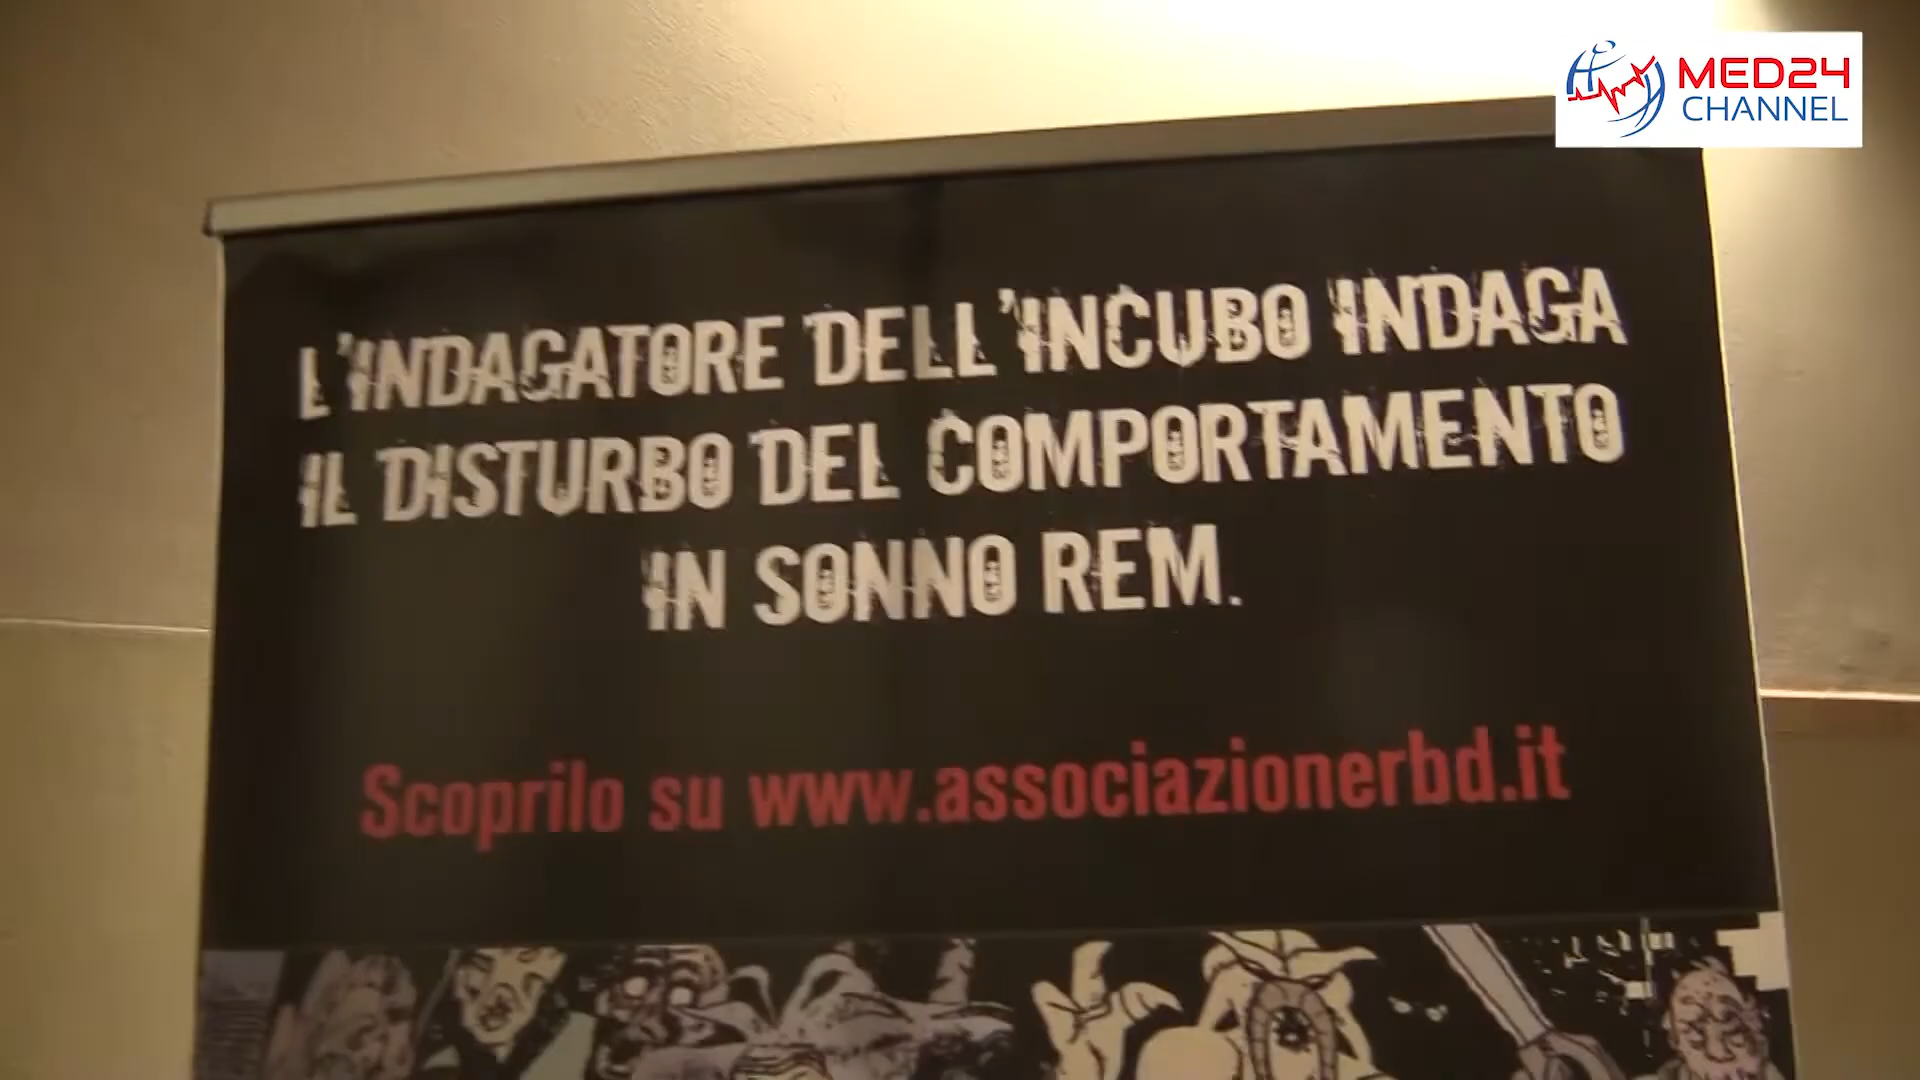 MED24
CHANNEL
L'INDAGATORE DELL'INCUBO INDAGA
IL DISTURBO DEL COMPORTAMENTO
IN SONNO REM.
Scoprilo su www.associazionerbd.it